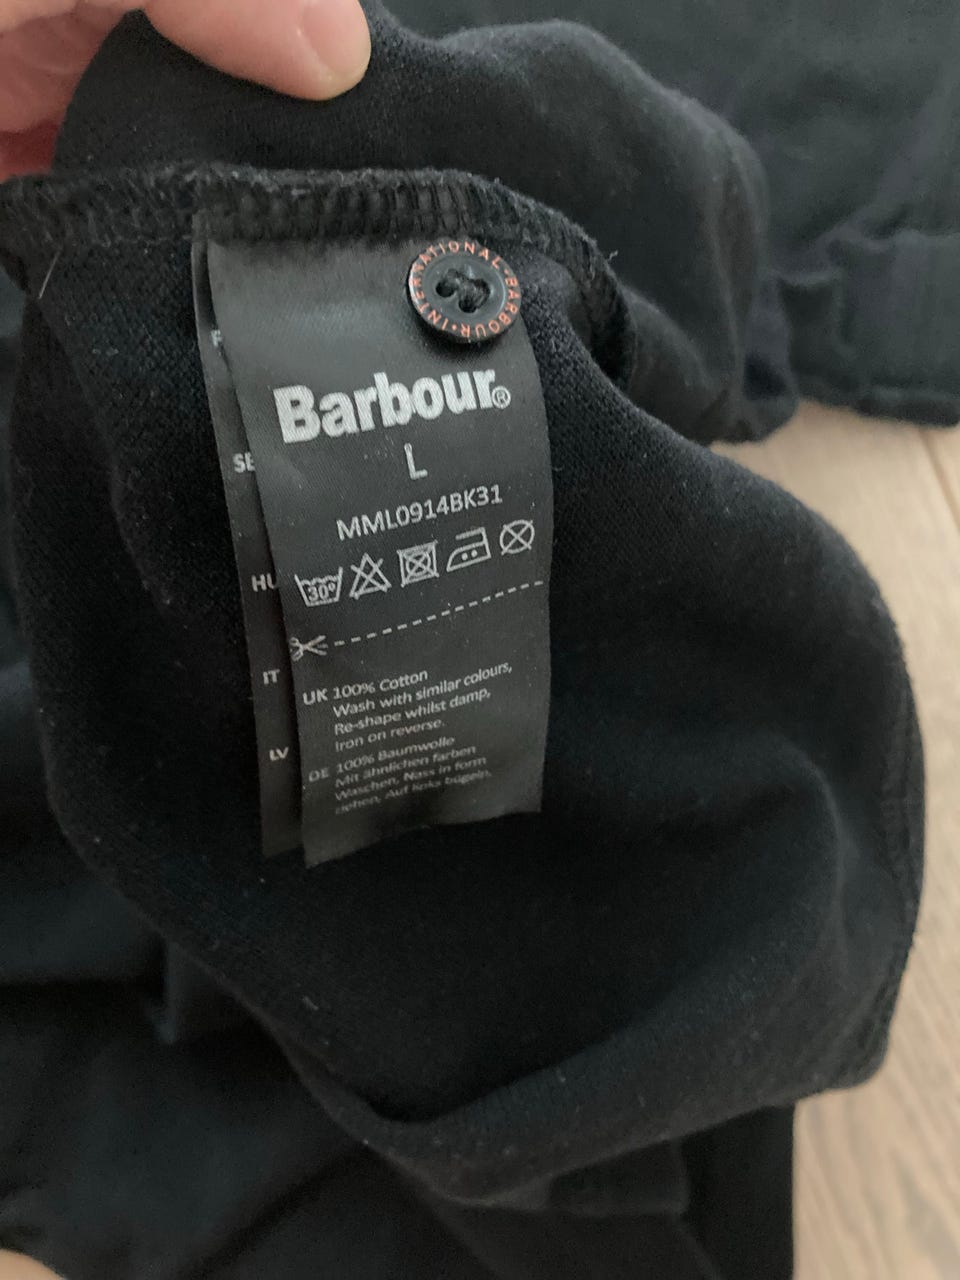 INTERNATIONAL • BARBOUR •
Barbour®
L
MML0914BK31
30°
UK 100% Cotton
Wash with similar colours,
Re-shape whilst damp,
Iron on reverse.
DE 100% Baumwolle
Mit ähnlichen farben
Waschen, Nass in form
ziehen, Auf links bügeln.
SE
HU
IT
LV